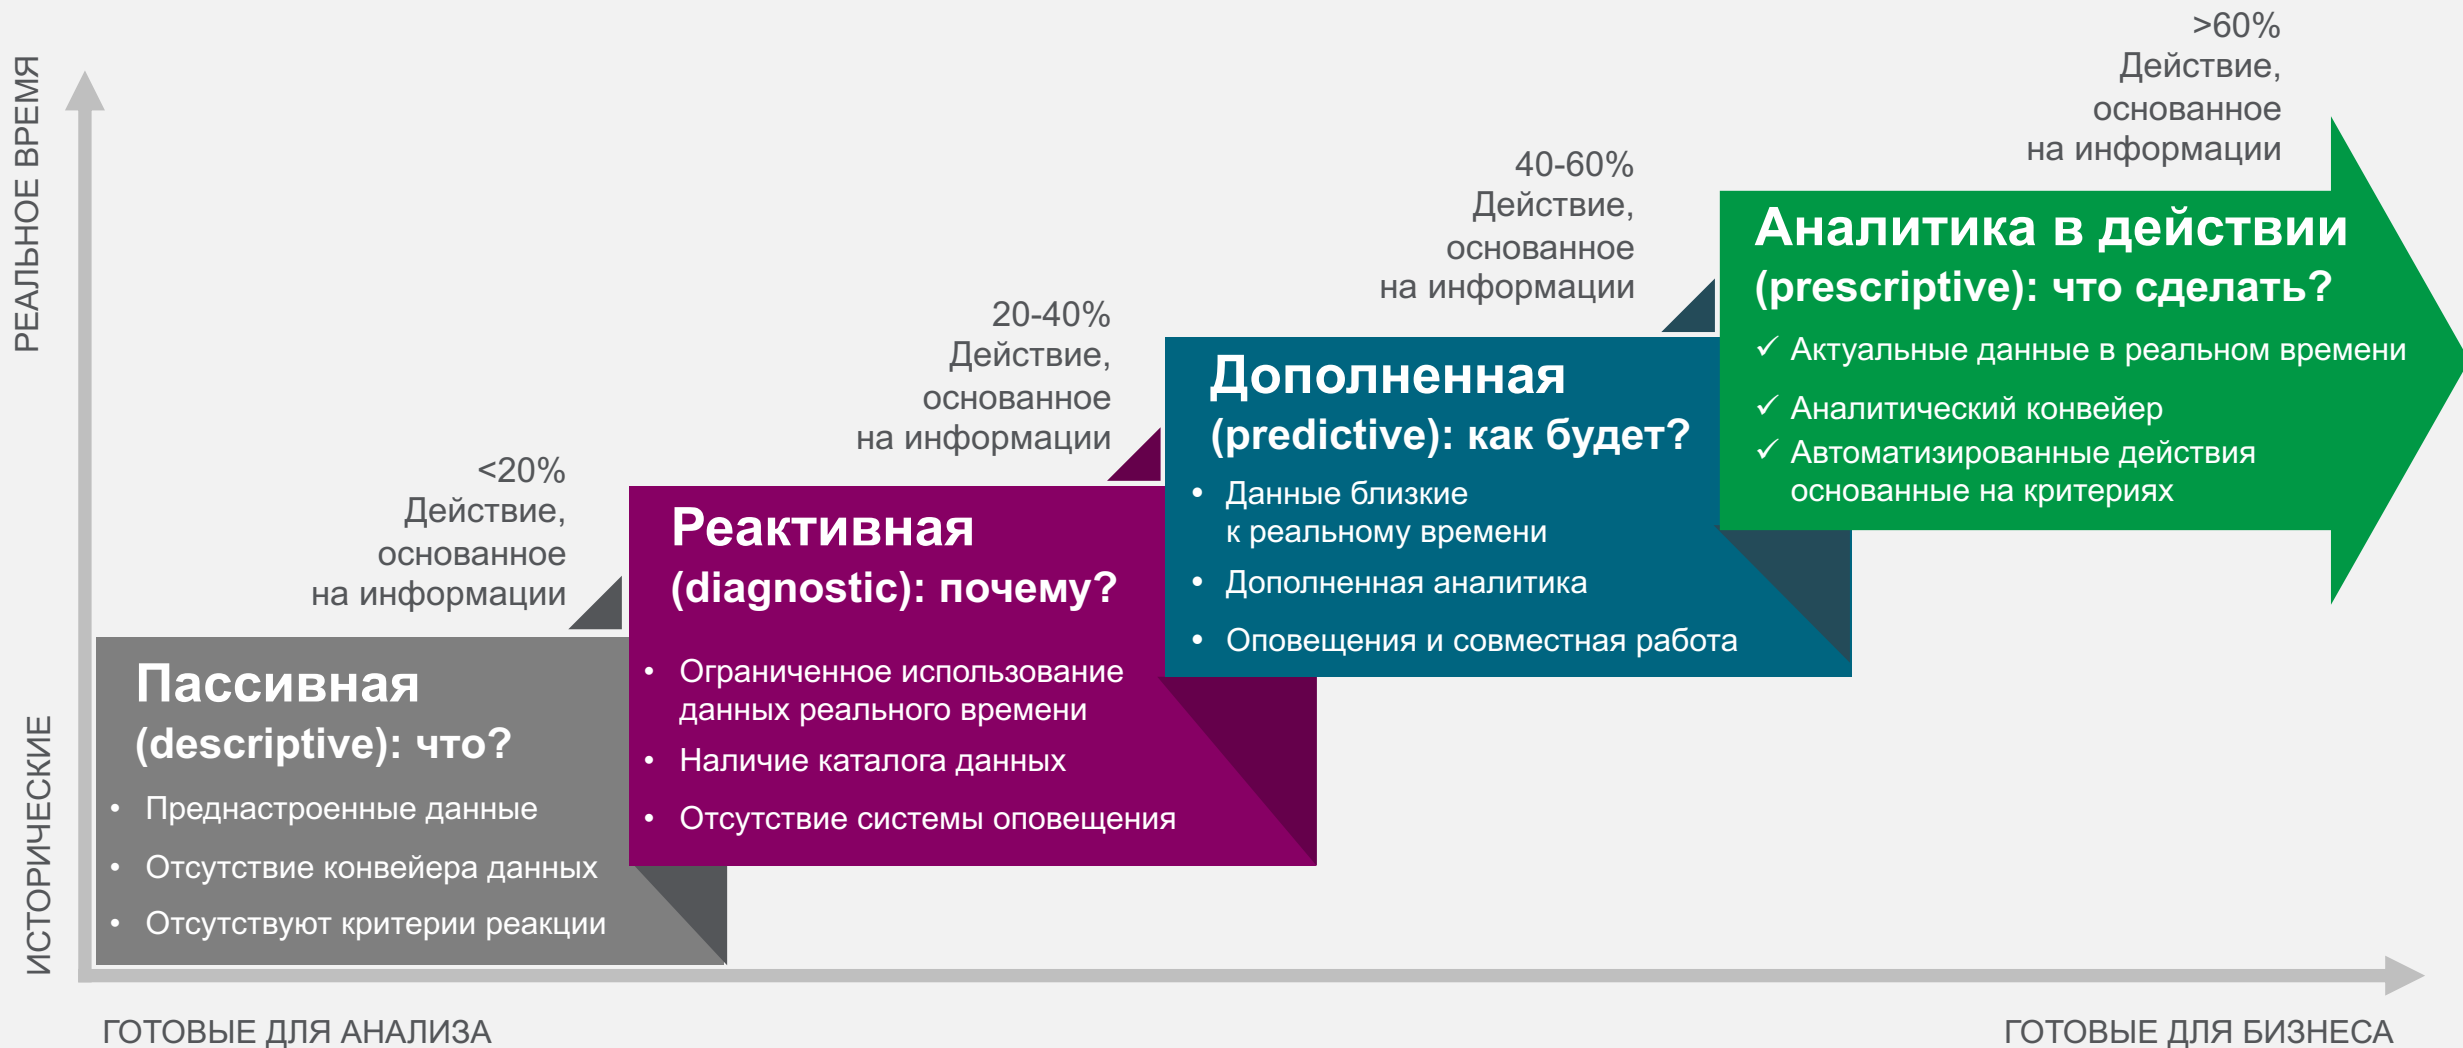 РЕАЛЬНОЕ ВРЕМЯ
ИСТОРИЧЕСКИЕ
<20%
Действие,
основанное
на информации
Пассивная
(descriptive): что?
• Преднастроенные данные
• Отсутствие конвейера данных
• Отсутствуют критерии реакции
20-40%
Действие,
основанное
на информации
Реактивная
(diagnostic): почему?
• Ограниченное использование
данных реального времени
• Наличие каталога данных
• Отсутствие системы оповещения
40-60%
Действие,
основанное
на информации
Дополненная
(predictive): как будет?
• Данные близкие
к реальному времени
• Дополненная аналитика
• Оповещения и совместная работа
>60%
Действие,
основанное
на информации
Аналитика в действии
(prescriptive): что сделать?
✓ Актуальные данные в реальном времени
✓ Аналитический конвейер
✓ Автоматизированные действия
основанные на критериях
ГОТОВЫЕ ДЛЯ АНАЛИЗА
ГОТОВЫЕ ДЛЯ БИЗНЕСА